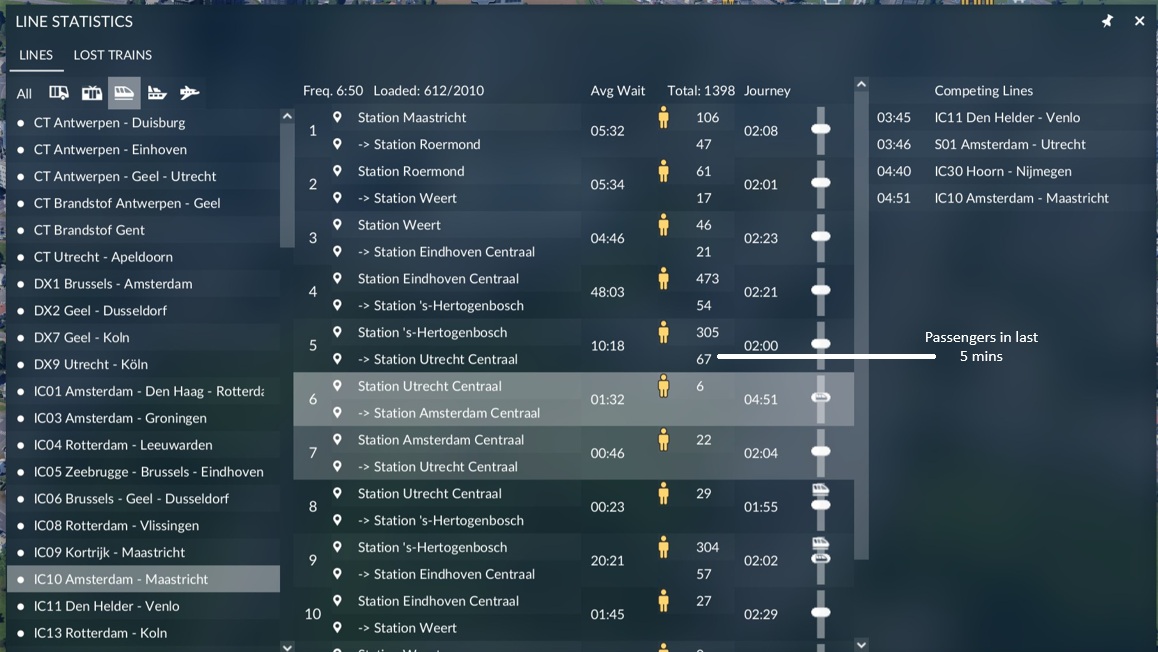 LINE STATISTICS
LINES LOST TRAINS
All
CT Antwerpen - Duisburg
CT Antwerpen - Einhoven
CT Antwerpen - Geel - Utrecht
CT Brandstof Antwerpen - Geel
CT Brandstof Gent
CT Utrecht - Apeldoorn
DX1 Brussels - Amsterdam
DX2 Geel - Dusseldorf
DX7 Geel - Koln
DX9 Utrecht - Köln
IC01 Amsterdam - Den Haag - Rotterda
IC03 Amsterdam - Groningen
IC04 Rotterdam - Leeuwarden
IC05 Zeebrugge - Brussels - Eindhoven
IC06 Brussels - Geel - Dusseldorf
IC08 Rotterdam - Vlissingen
IC09 Kortrijk - Maastricht
IC10 Amsterdam - Maastricht
IC11 Den Helder - Venlo
IC13 Rotterdam - Koln
Freq. 6:50 Loaded: 612/2010 Avg Wait Total: 1398 Journey
1 Station Maastricht 05:32 106 02:08
-> Station Roermond 47
2 Station Roermond 05:34 61 02:01
-> Station Weert 17
3 Station Weert 04:46 46 02:23
-> Station Eindhoven Centraal 21
4 Station Eindhoven Centraal 48:03 473 02:21
-> Station 's-Hertogenbosch 54
5 Station 's-Hertogenbosch 10:18 305 02:00
-> Station Utrecht Centraal 67
6 Station Utrecht Centraal 01:32 6 04:51
-> Station Amsterdam Centraal
7 Station Amsterdam Centraal 00:46 22 02:04
-> Station Utrecht Centraal
8 Station Utrecht Centraal 00:23 29 01:55
-> Station 's-Hertogenbosch
9 Station 's-Hertogenbosch 20:21 304 02:02
-> Station Eindhoven Centraal 57
10 Station Eindhoven Centraal 01:45 27 02:29
-> Station Weert
Competing Lines
03:45 IC11 Den Helder - Venlo
03:46 S01 Amsterdam - Utrecht
04:40 IC30 Hoorn - Nijmegen
04:51 IC10 Amsterdam - Maastricht
Passengers in last
5 mins